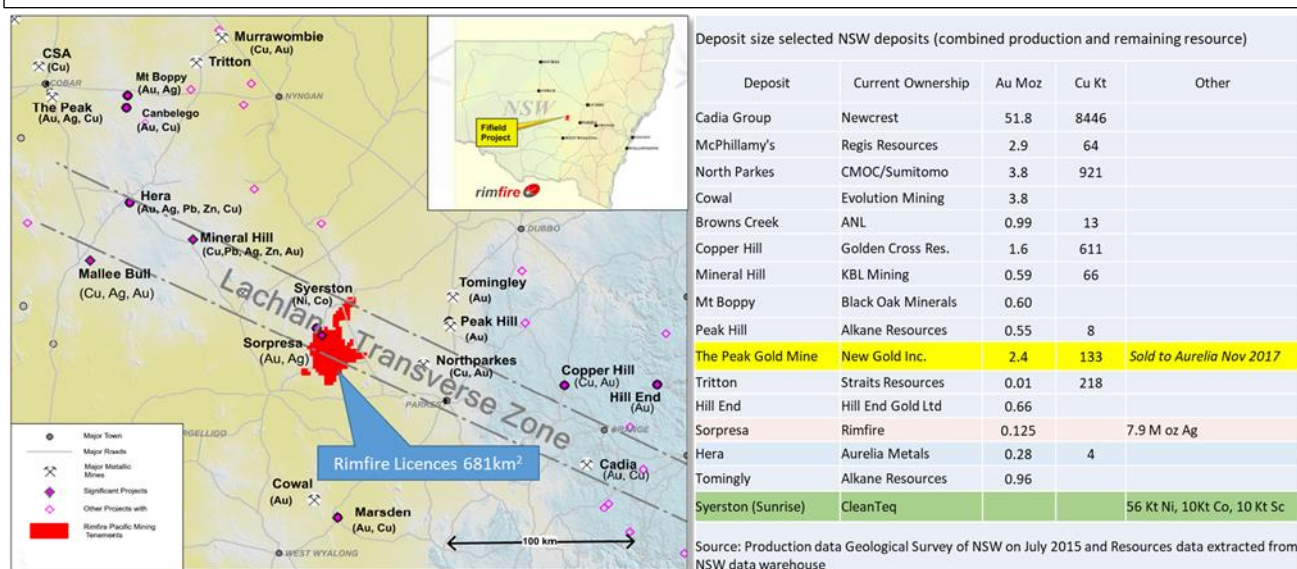 Murrawombie
(Cu, Au)
CSA
(Cu)
Tritton
COBAR
Mt Boppy
(Au, Ag)
NYNGAN
The Peak
(Au, Ag, Cu)
Canbelego
(Au, Cu)
NSW
Fifield
Project
rimfire
Hera
(Au, Ag, Pb, Zn, Cu)
DUBBO
Mineral Hill
(Cu,Pb, Ag, Zn, Au)
Mallee Bull
(Cu, Ag, Au)
Lachlan Transverse Zone
Syerston
(Ni, Co)
Tomingley
(Au)
Peak Hill
(Au)
Sorpresa
(Au, Ag)
Northparkes
(Cu, Au)
Copper Hill
(Cu, Au)
Hill End
(Au)
PARKES
Rimfire Licences 681km²
Cadia
(Au, Cu)
Cowal
(Au)
Marsden
(Au, Cu)
WEST WYALONG
100 km
Major Town
Major Roads
Major Metallic
Mines
Significant Projects
Other Projects with
Rimfire Pacific Mining
Tenements
Deposit size selected NSW deposits (combined production and remaining resource)
Deposit Current Ownership Au Moz Cu Kt Other
Cadia Group Newcrest 51.8 8446
McPhillamy's Regis Resources 2.9 64
North Parkes CMOC/Sumitomo 3.8 921
Cowal Evolution Mining 3.8
Browns Creek ANL 0.99 13
Copper Hill Golden Cross Res. 1.6 611
Mineral Hill KBL Mining 0.59 66
Mt Boppy Black Oak Minerals 0.60
Peak Hill Alkane Resources 0.55 8
The Peak Gold Mine New Gold Inc. 2.4 133 Sold to Aurelia Nov 2017
Tritton Straits Resources 0.01 218
Hill End Hill End Gold Ltd 0.66
Sorpresa Rimfire 0.125 7.9 M oz Ag
Hera Aurelia Metals 0.28 4
Tomingly Alkane Resources 0.96
Syerston (Sunrise) CleanTeq 56 Kt Ni, 10Kt Co, 10 Kt Sc
Source: Production data Geological Survey of NSW on July 2015 and Resources data extracted from
NSW data warehouse